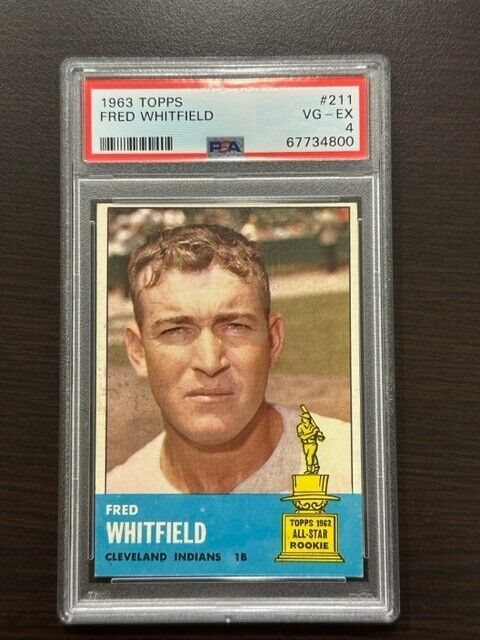 1963 TOPPS #211
FRED WHITFIELD VG-EX
4
PSA 67734800
FRED
WHITFIELD
CLEVELAND INDIANS 1B
TOPPS 1962
ALL-STAR
ROOKIE